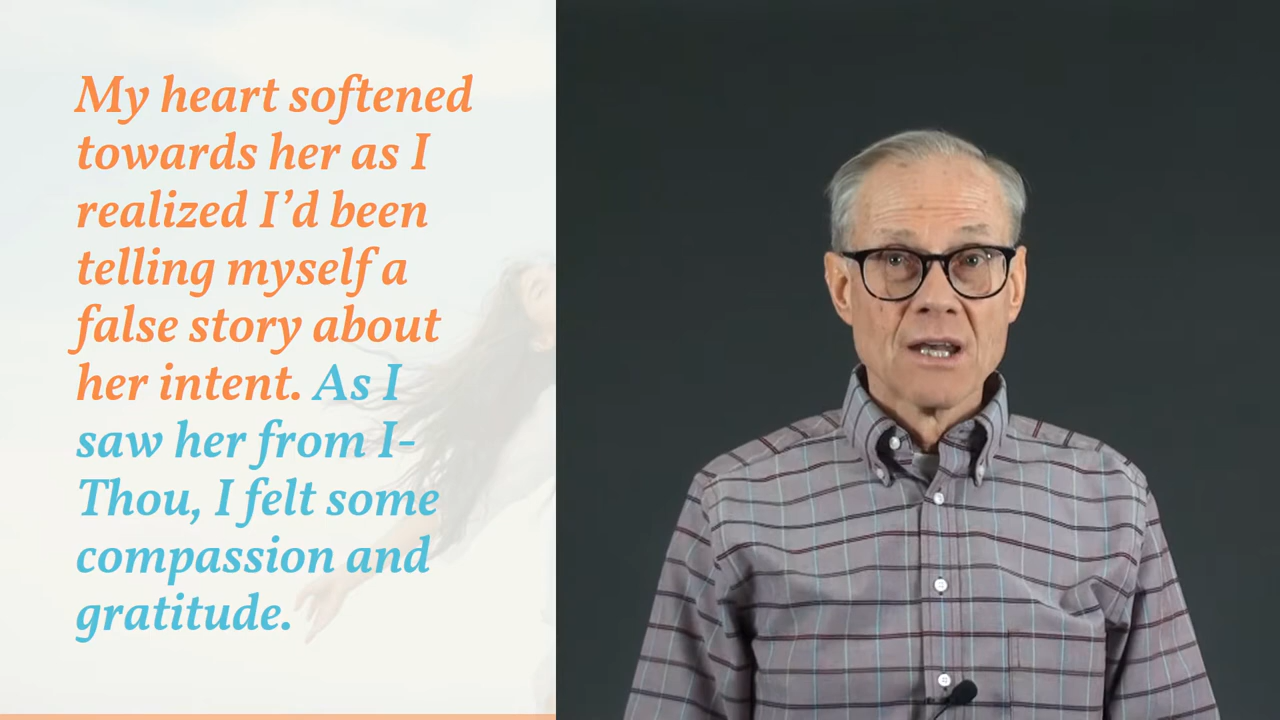 My heart softened
towards her as I
realized I’d been
telling myself a
false story about
her intent. As I
saw her from I-
Thou, I felt some
compassion and
gratitude.